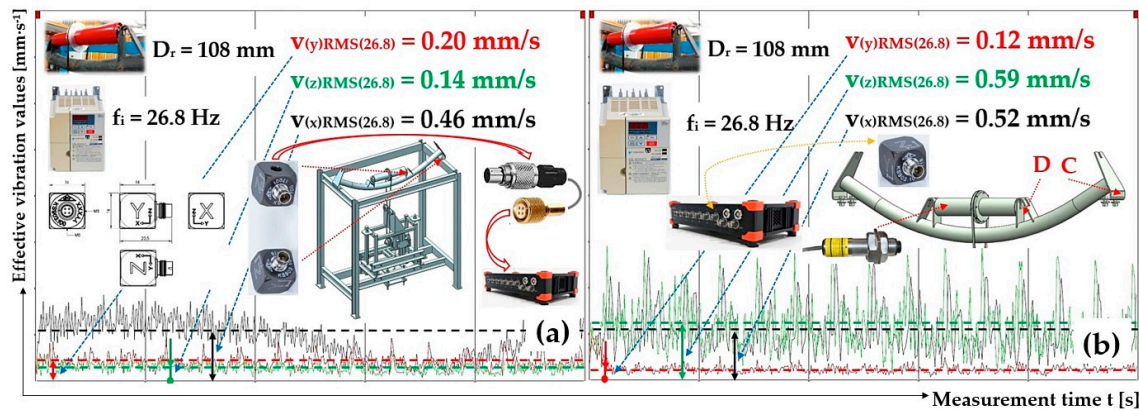 Effective vibration values [mm·s-1]
Dr = 108 mm
fi = 26.8 Hz
v(y)RMS(26.8) = 0.20 mm/s
v(z)RMS(26.8) = 0.14 mm/s
v(x)RMS(26.8) = 0.46 mm/s
Y
X
Z
(a)
Dr = 108 mm
fi = 26.8 Hz
v(y)RMS(26.8) = 0.12 mm/s
v(z)RMS(26.8) = 0.59 mm/s
v(x)RMS(26.8) = 0.52 mm/s
D C
(b)
Measurement time t [s]